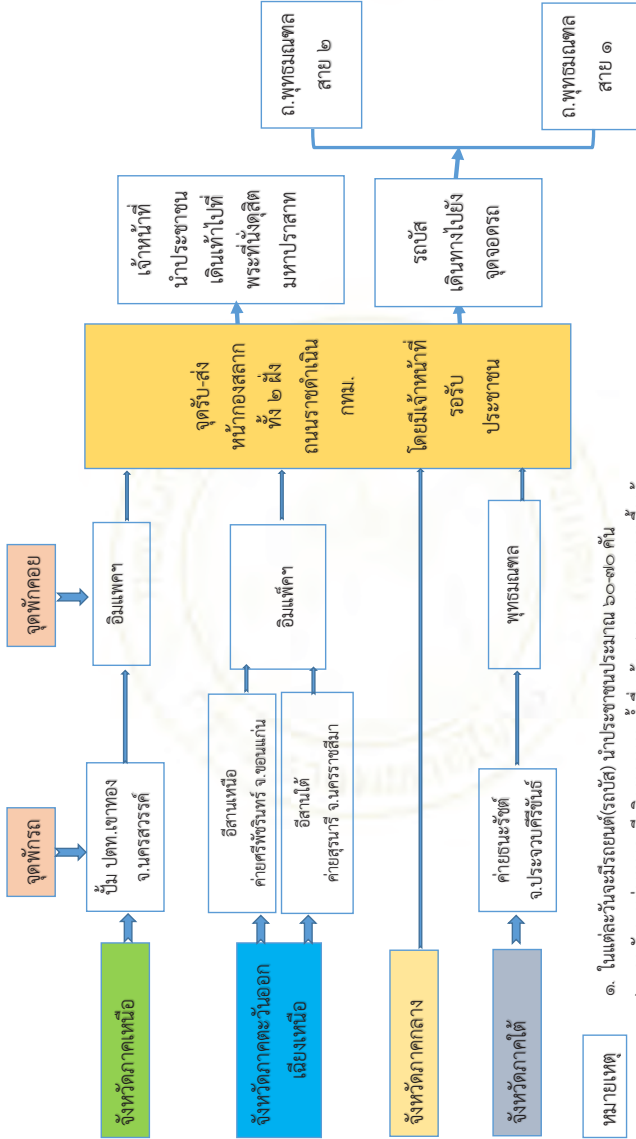 จุดพักรถ
จุดพักคอย
จังหวัดภาคเหนือ
ปั๊ม ปตท.เขาทอง
จ.นครสวรรค์
อิมแพคฯ
จังหวัดภาคตะวันออก
เฉียงเหนือ
อีสานเหนือ
ค่ายศรีพัชรินทร์ จ.ขอนแก่น
อีสานใต้
ค่ายสุรนารี จ.นครราชสีมา
อิมแพ็คฯ
จังหวัดภาคกลาง
จังหวัดภาคใต้
ค่ายธนะรัชต์
จ.ประจวบคีรีขันธ์
พุทธมณฑล
จุดรับ-ส่ง
หน้ากองสลาก
ทั้ง ๒ ฝั่ง
ถนนราชดำเนิน
กทม.
โดยมีเจ้าหน้าที่
รอรับ
ประชาชน
เจ้าหน้าที่
นำประชาชน
เดินเท้าไปที่
พระที่นั่งดุสิต
มหาปราสาท
รถบัส
เดินทางไปยัง
จุดจอดรถ
ถ.พุทธมณฑล
สาย ๒
ถ.พุทธมณฑล
สาย ๑
หมายเหตุ
๑. ในแต่ละวันจะมีรถยนต์(รถบัส) นำประชาชนประมาณ ๖๐-๗๐ คัน